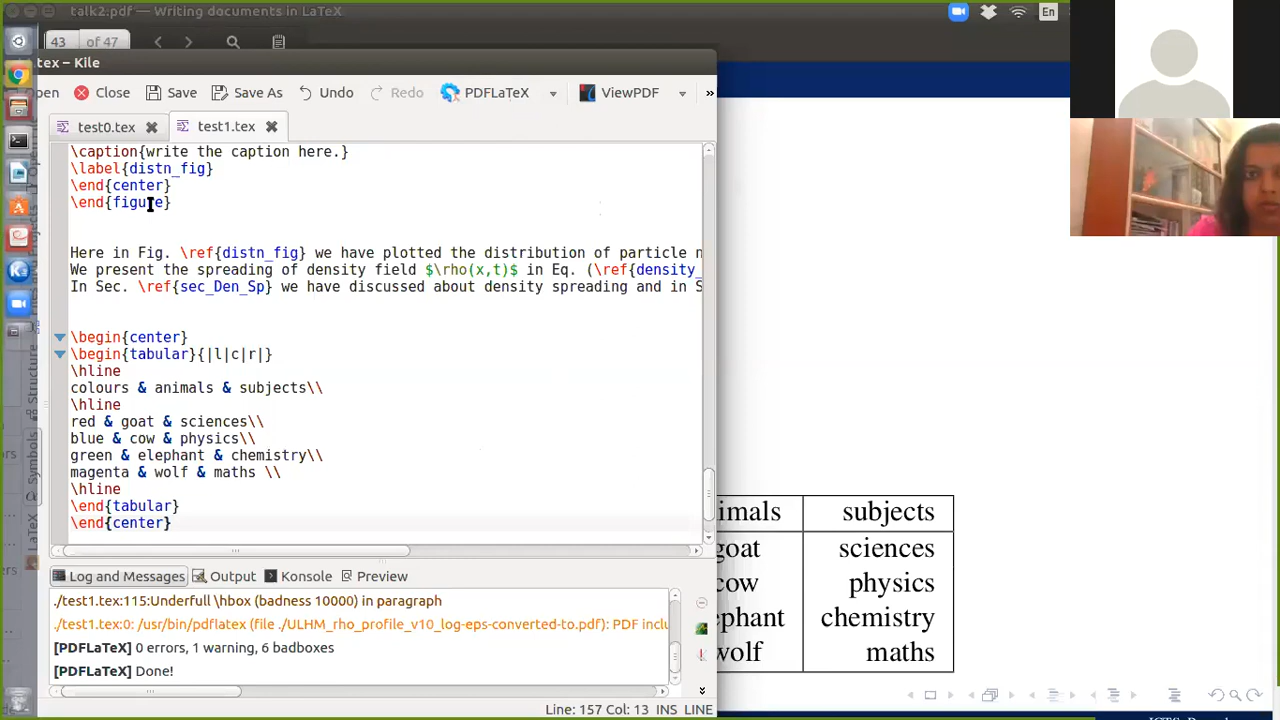 talk2.pdf — Writing documents in LaTeX
En
43 of 47
.tex – Kile
pen Close Save Save As Undo Redo PDFLaTeX ViewPDF »
test0.tex test1.tex
\caption{write the caption here.}
\label{distn_fig}
\end{center}
\end{figure}
Here in Fig. \ref{distn_fig} we have plotted the distribution of particle n
We present the spreading of density field $\rho(x,t)$ in Eq. (\ref{density_
In Sec. \ref{sec_Den_Sp} we have discussed about density spreading and in S
\begin{center}
\begin{tabular}{|l|c|r|}
\hline
colours & animals & subjects\\
\hline
red & goat & sciences\\
blue & cow & physics\\
green & elephant & chemistry\\
magenta & wolf & maths \\
\hline
\end{tabular}
\end{center}
Structure
Symbols
LaTeX
Log and Messages Output Konsole Preview
./test1.tex:115:Underfull \hbox (badness 10000) in paragraph
./test1.tex:0: /usr/bin/pdflatex (file ./ULHM_rho_profile_v10_log-eps-converted-to.pdf): PDF inclu
[PDFLaTeX] 0 errors, 1 warning, 6 badboxes
[PDFLaTeX] Done!
Line: 157 Col: 13 INS LINE
imals subjects
goat sciences
cow physics
ephant chemistry
wolf maths